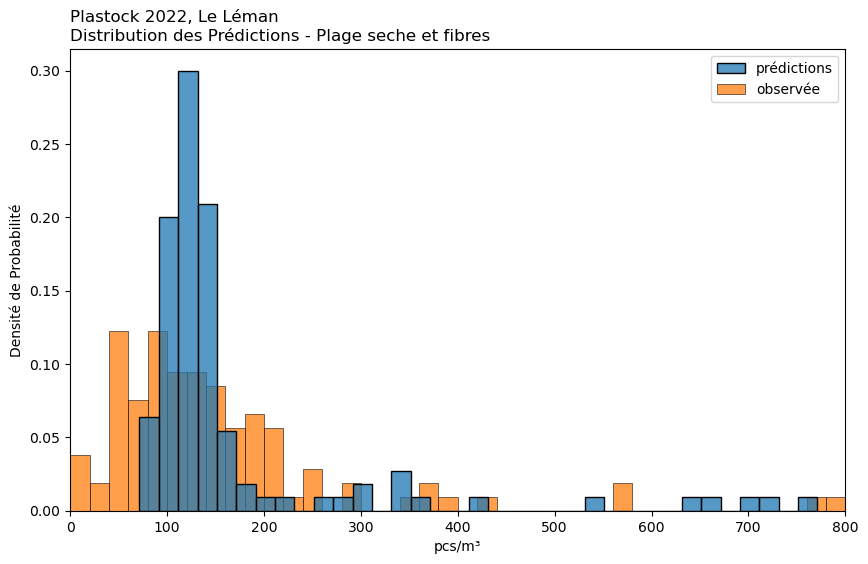 Plastock 2022, Le Léman
Distribution des Prédictions - Plage seche et fibres
prédictions
observée
Densité de Probabilité
0.30
0.25
0.20
0.15
0.10
0.05
0.00
0 100 200 300 400 500 600 700 800
pcs/m³